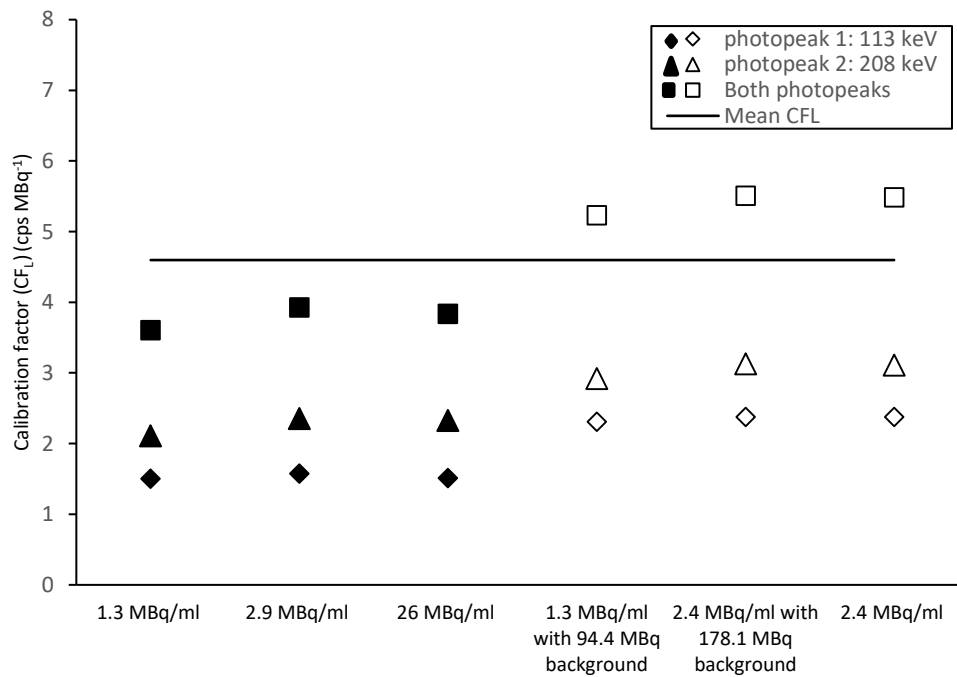 8
7
6
5
4
3
2
1
0
Calibration factor (CF_L) (cps MBq⁻¹)
photopeak 1: 113 keV
photopeak 2: 208 keV
Both photopeaks
Mean CFL
1.3 MBq/ml
2.9 MBq/ml
26 MBq/ml
1.3 MBq/ml
with 94.4 MBq
background
2.4 MBq/ml with
178.1 MBq
background
2.4 MBq/ml